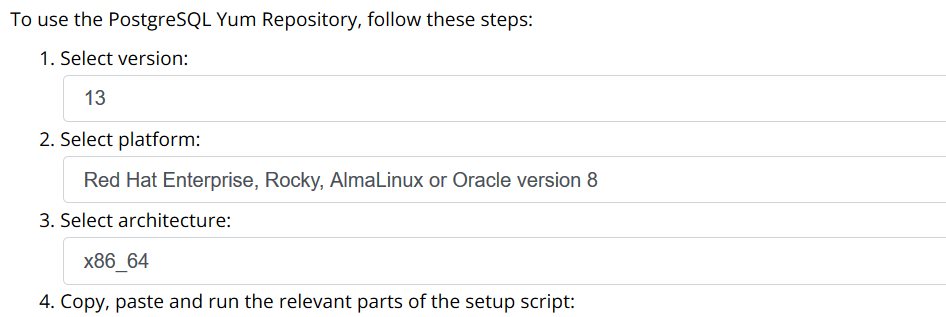 To use the PostgreSQL Yum Repository, follow these steps:
1. Select version:
13
2. Select platform:
Red Hat Enterprise, Rocky, AlmaLinux or Oracle version 8
3. Select architecture:
x86_64
4. Copy, paste and run the relevant parts of the setup script: